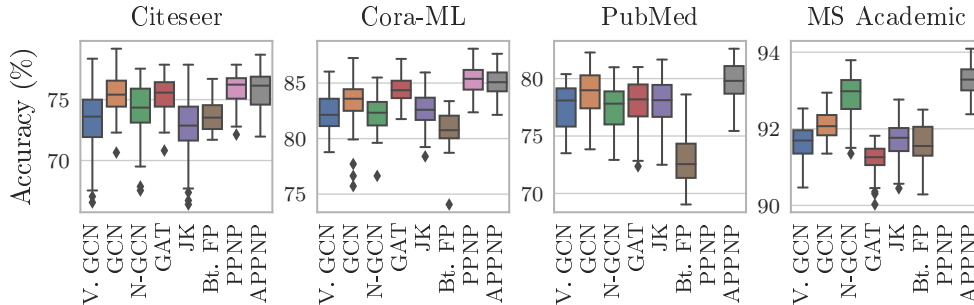 Citeseer
Cora-ML
PubMed
MS Academic
Accuracy (%)
75
70
85
80
75
80
75
70
94
92
90
V. GCN
GCN
N-GCN
GAT
JK
Bt. FP
PPNP
APPNP
V. GCN
GCN
N-GCN
GAT
JK
Bt. FP
PPNP
APPNP
V. GCN
GCN
N-GCN
GAT
JK
Bt. FP
PPNP
APPNP
V. GCN
GCN
N-GCN
GAT
JK
Bt. FP
PPNP
APPNP